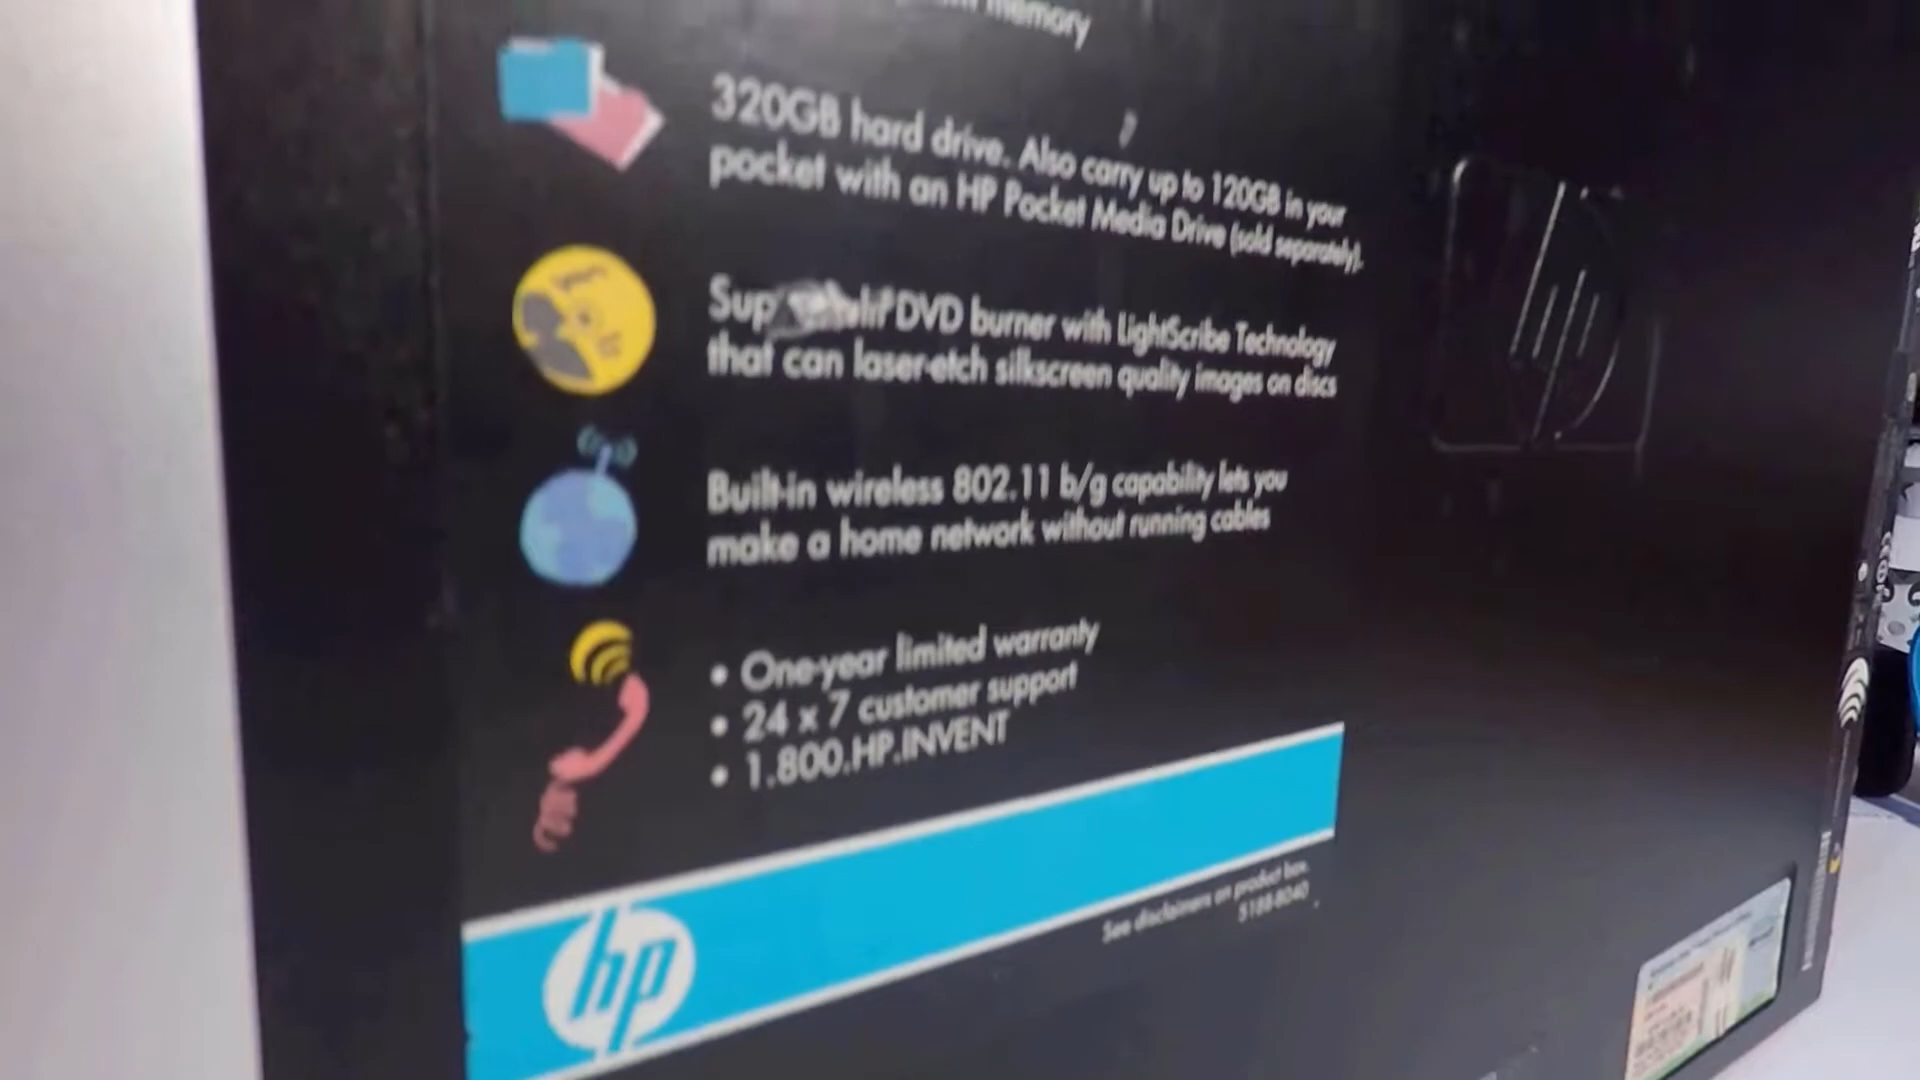 memory
320GB hard drive. Also carry up to 120GB in your
pocket with an HP Pocket Media Drive (sold separately).
DVD burner with LightScribe Technology
that can laser-etch silkscreen quality images on discs
Built-in wireless 802.11 b/g capability lets you
make a home network without running cables
• One-year limited warranty
• 24 x 7 customer support
• 1.800.HP.INVENT
See disclaimers on product box.
5188-8040
hp
hp